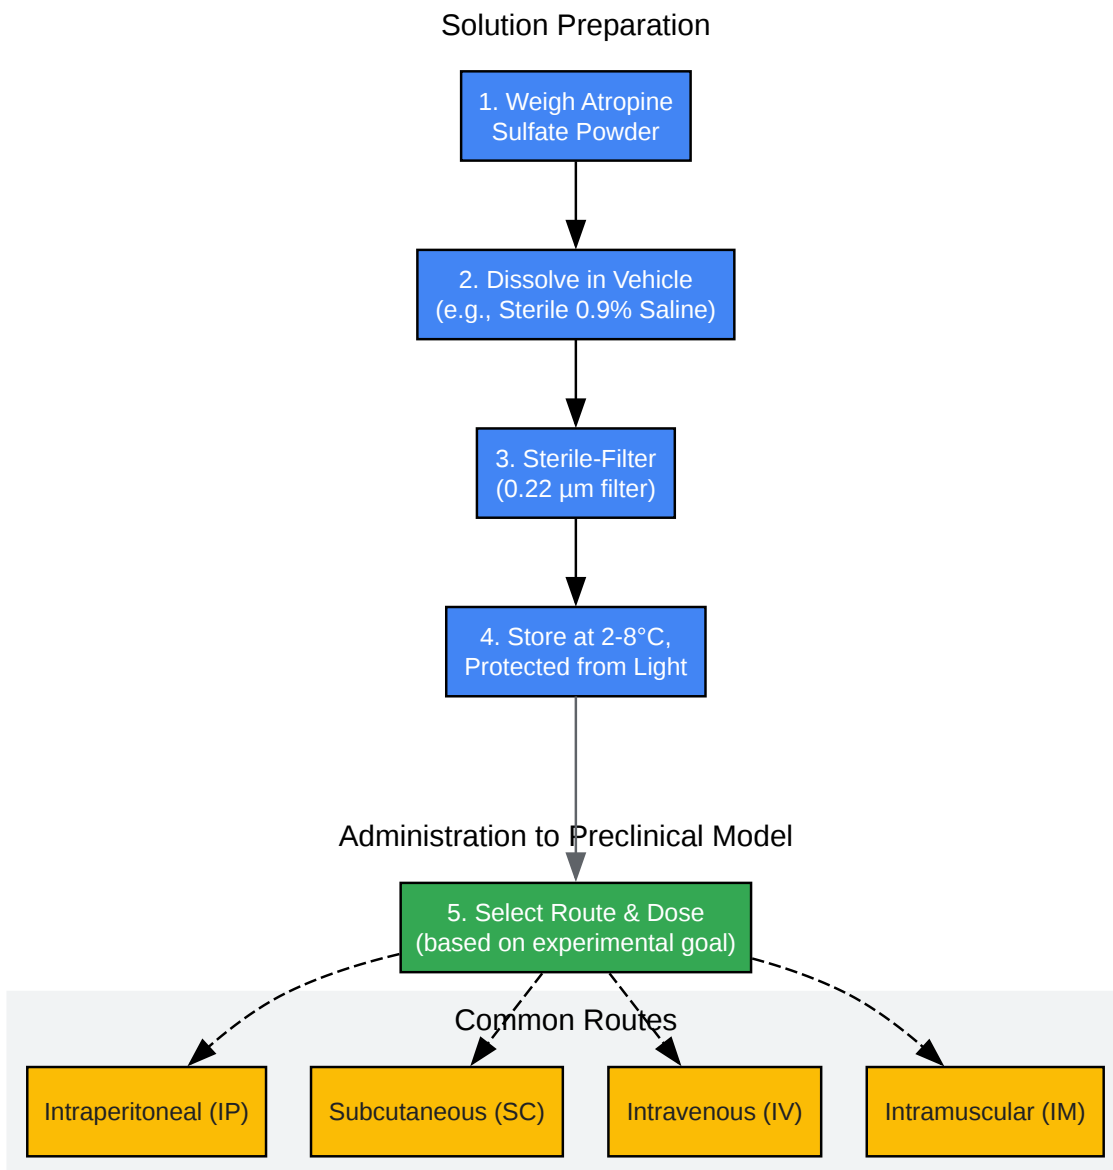 Solution Preparation
1. Weigh Atropine
Sulfate Powder
2. Dissolve in Vehicle
(e.g., Sterile 0.9% Saline)
3. Sterile-Filter
(0.22 µm filter)
4. Store at 2-8°C,
Protected from Light
Administration to Preclinical Model
5. Select Route & Dose
(based on experimental goal)
Common Routes
Intraperitoneal (IP)
Subcutaneous (SC)
Intravenous (IV)
Intramuscular (IM)